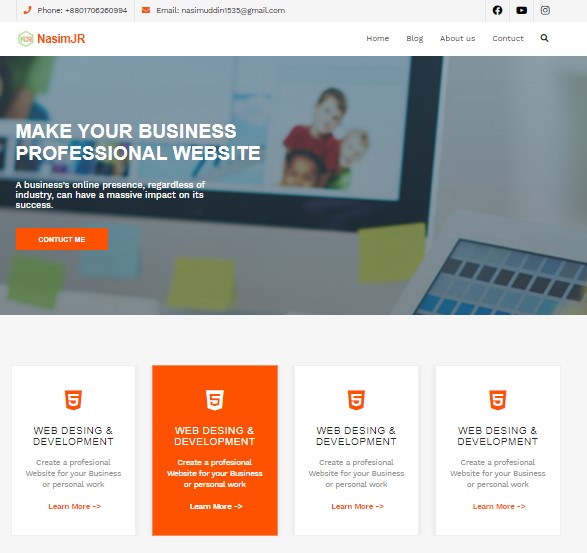 Phone: +8801706260994
Email: nasimuddin1535@gmail.com
NasimJR
Home
Blog
About us
Contact
MAKE YOUR BUSINESS
PROFESSIONAL WEBSITE
A business's online presence, regardless of
industry, can have a massive impact on its
success.
CONTUCT ME
WEB DESING &
DEVELOPMENT
Create a profesional
Website for your Business
or personal work
Learn More ->
WEB DESING &
DEVELOPMENT
Create a profesional
Website for your Business
or personal work
Learn More ->
WEB DESING &
DEVELOPMENT
Create a profesional
Website for your Business
or personal work
Learn More ->
WEB DESING &
DEVELOPMENT
Create a profesional
Website for your Business
or personal work
Learn More ->